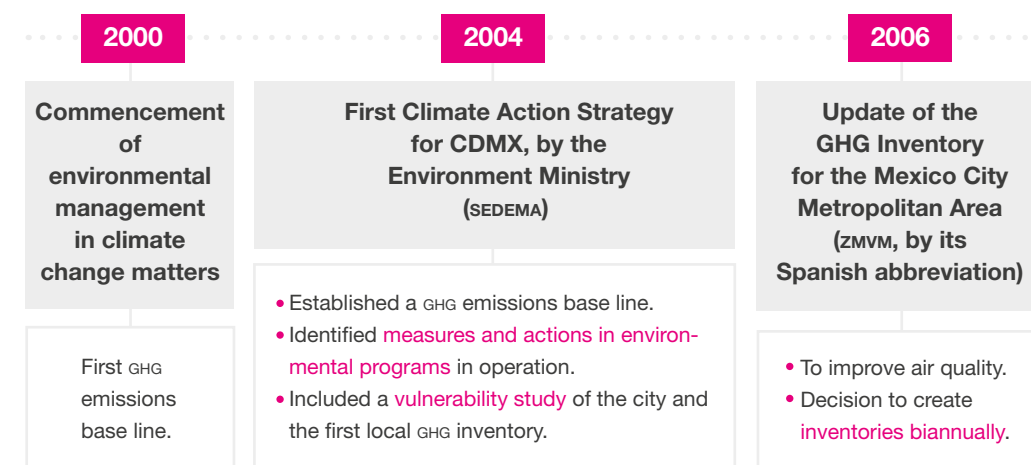 2000
Commencement
of
environmental
management
in climate
change matters
First GHG
emissions
base line.
2004
First Climate Action Strategy
for CDMX, by the
Environment Ministry
(SEDEMA)
• Established a GHG emissions base line.
• Identified measures and actions in environ-
mental programs in operation.
• Included a vulnerability study of the city and
the first local GHG inventory.
2006
Update of the
GHG Inventory
for the Mexico City
Metropolitan Area
(ZMVM, by its
Spanish abbreviation)
• To improve air quality.
• Decision to create
inventories biannually.